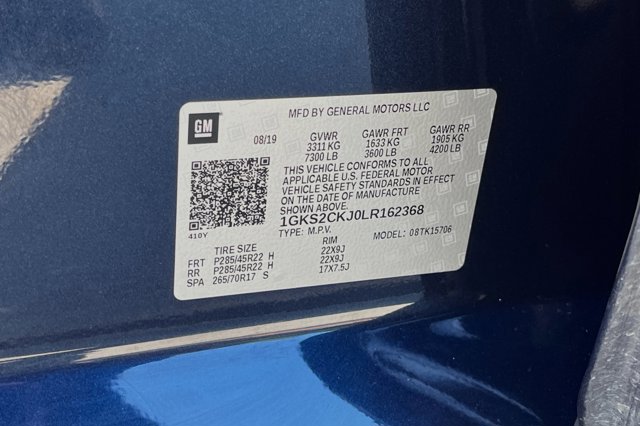 MFD BY GENERAL MOTORS LLC
GM
08/19 GVWR GAWR FRT GAWR RR
3311 KG 1633 KG 1905 KG
7300 LB 3600 LB 4200 LB
THIS VEHICLE CONFORMS TO ALL
APPLICABLE U.S. FEDERAL MOTOR
VEHICLE SAFETY STANDARDS IN EFFECT
ON THE DATE OF MANUFACTURE
SHOWN ABOVE.
1GKS2CKJ0LR162368
410Y TYPE: M.P.V. MODEL: 08TK15706
TIRE SIZE RIM
FRT P285/45R22 H 22X9J
RR P285/45R22 H 22X9J
SPA 265/70R17 S 17X7.5J